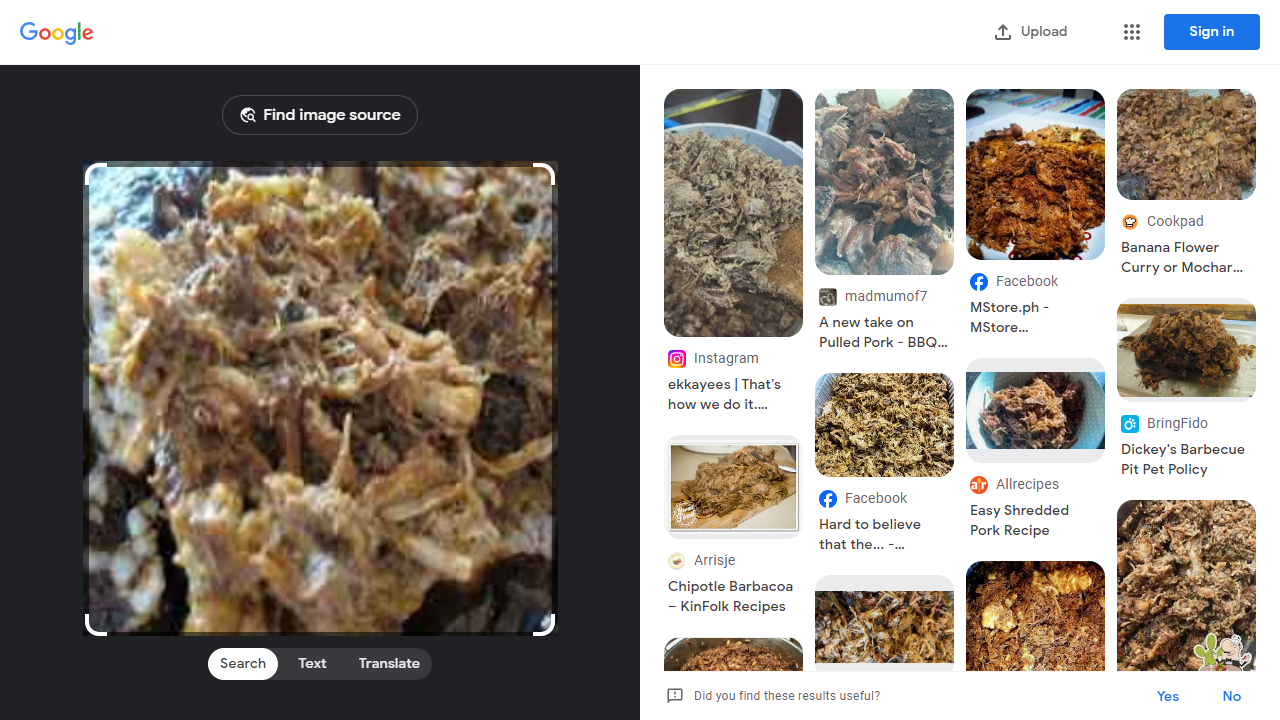 Google
Upload
Sign in
Find image source
Search
Text
Translate
Instagram
ekkayees | That's
how we do it....
Arrisje
Chipotle Barbacoa
– KinFolk Recipes
madmumof7
A new take on
Pulled Pork - BBQ...
Facebook
Hard to believe
that the... -...
Facebook
MStore.ph -
MStore...
Allrecipes
Easy Shredded
Pork Recipe
Cookpad
Banana Flower
Curry or Mochar...
BringFido
Dickey's Barbecue
Pit Pet Policy
Did you find these results useful?
Yes
No